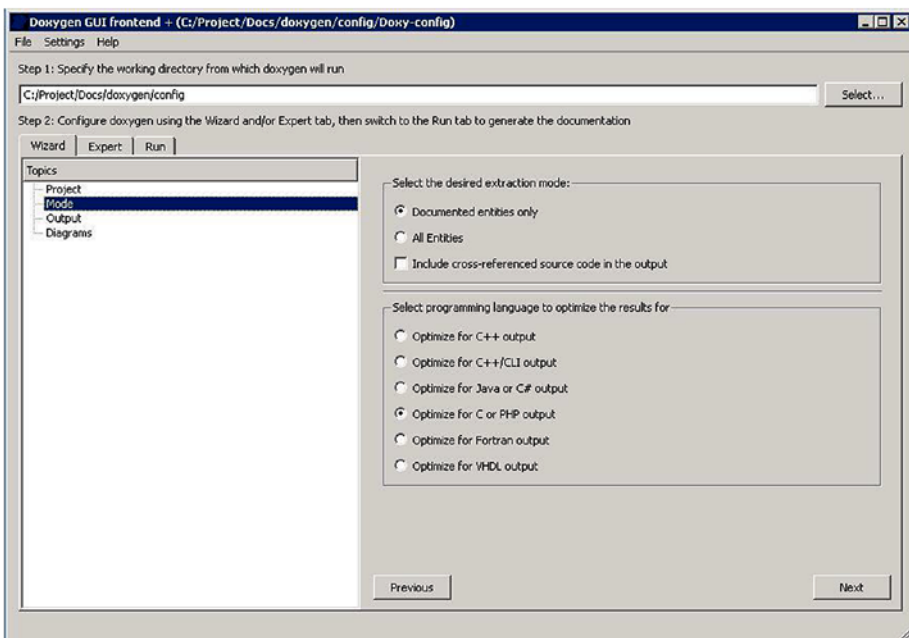 Doxygen GUI frontend + (C:/Project/Docs/doxygen/config/Doxy-config)
File Settings Help
Step 1: Specify the working directory from which doxygen will run
C:/Project/Docs/doxygen/config
Select...
Step 2: Configure doxygen using the Wizard and/or Expert tab, then switch to the Run tab to generate the documentation
Wizard Expert Run
Topics
Project
Mode
Output
Diagrams
Select the desired extraction mode:
Documented entities only
All Entities
Include cross-referenced source code in the output
Select programming language to optimize the results for
Optimize for C++ output
Optimize for C++/CLI output
Optimize for Java or C# output
Optimize for C or PHP output
Optimize for Fortran output
Optimize for VHDL output
Previous
Next